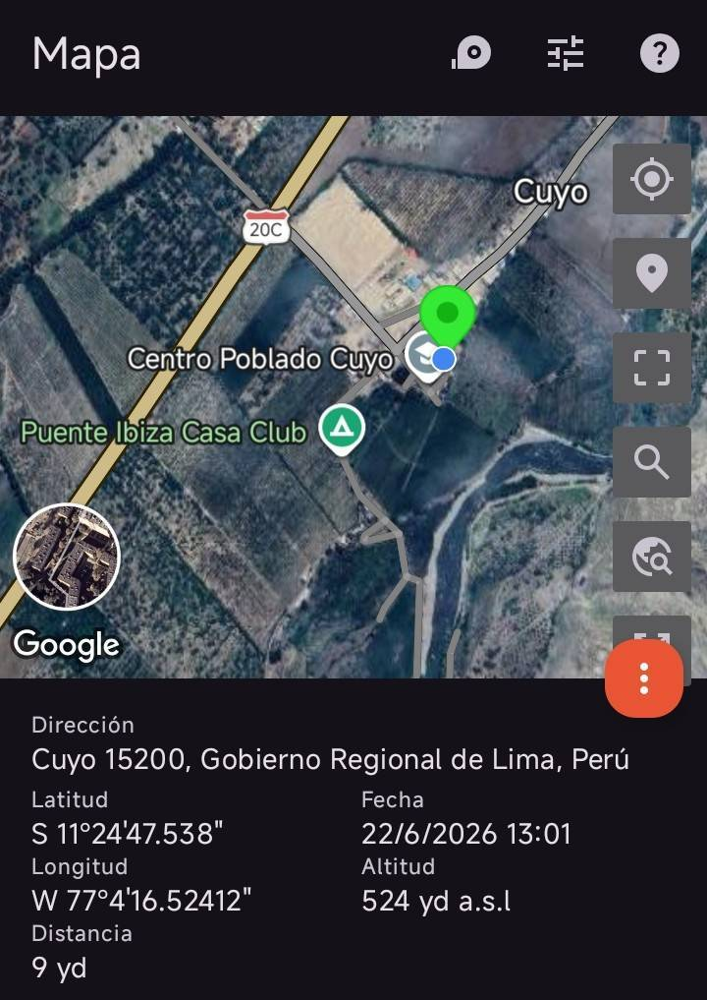 Mapa
?
20C
Cuyo
Centro Poblado Cuyo
Puente Ibiza Casa Club
Google
Dirección
Cuyo 15200, Gobierno Regional de Lima, Perú
Latitud
S 11°24'47.538"
Fecha
22/6/2026 13:01
Longitud
W 77°4'16.52412"
Altitud
524 yd a.s.l
Distancia
9 yd